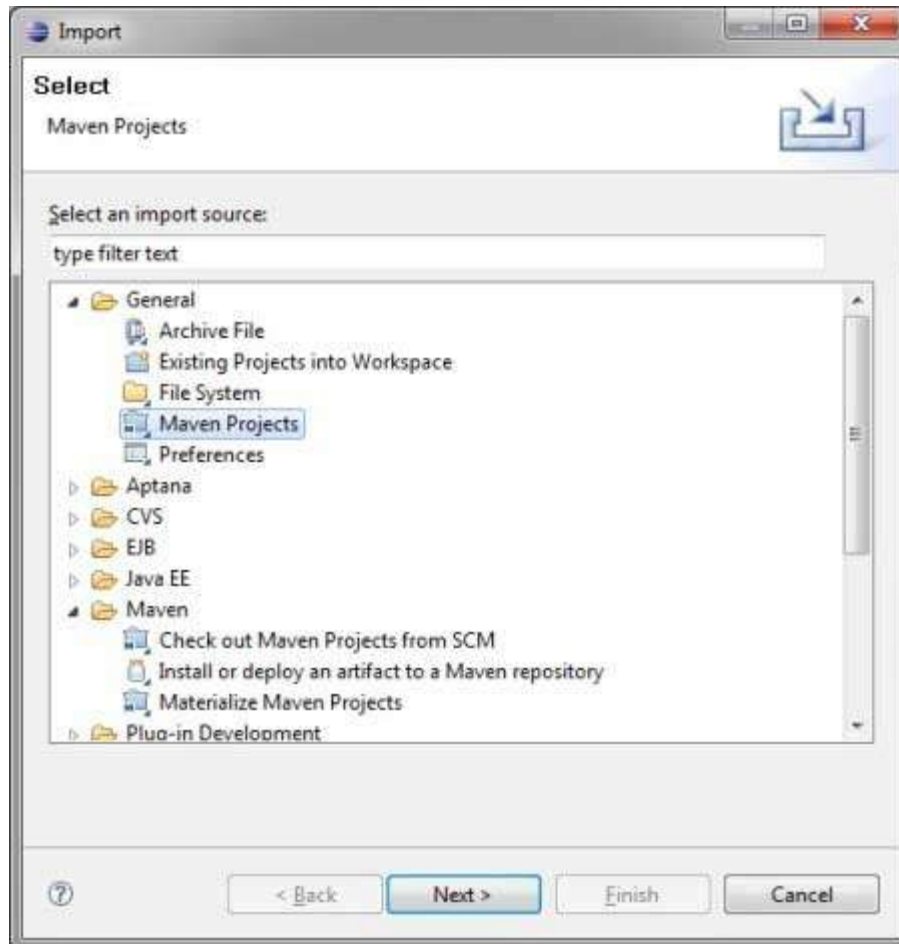 Import
Select
Maven Projects
Select an import source:
type filter text
General
Archive File
Existing Projects into Workspace
File System
Maven Projects
Preferences
Aptana
CVS
EJB
Java EE
Maven
Check out Maven Projects from SCM
Install or deploy an artifact to a Maven repository
Materialize Maven Projects
Plug-in Development
< Back Next > Finish Cancel